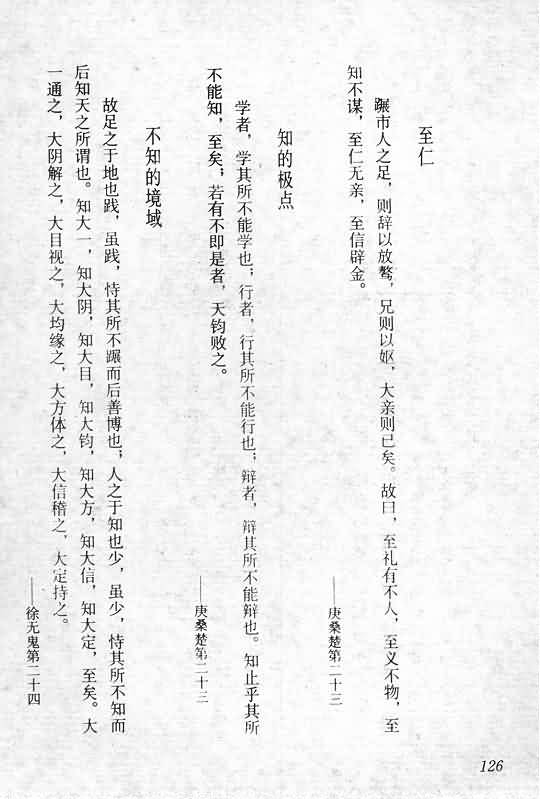 至仁
蹍市人之足，则辞以放骜，兄则以妪，大亲则已矣。故曰，至礼有不人，至义不物，至
知不谋，至仁无亲，至信辟金。
——庚桑楚第二十三
知的极点
学者，学其所不能学也；行者，行其所不能行也；辩者，辩其所不能辩也。知止乎其所
不能知，至矣；若有不即是者，天钧败之。
——庚桑楚第二十三
不知的境域
故足之于地也践，虽践，恃其所不蹍而后善博也；人之于知也少，虽少，恃其所不知而
后知天之所谓也。知大一，知大阴，知大目，知大钧，知大方，知大信，知大定，至矣。大
一通之，大阴解之，大目视之，大均缘之，大方体之，大信稽之，大定持之。
——徐无鬼第二十四
126